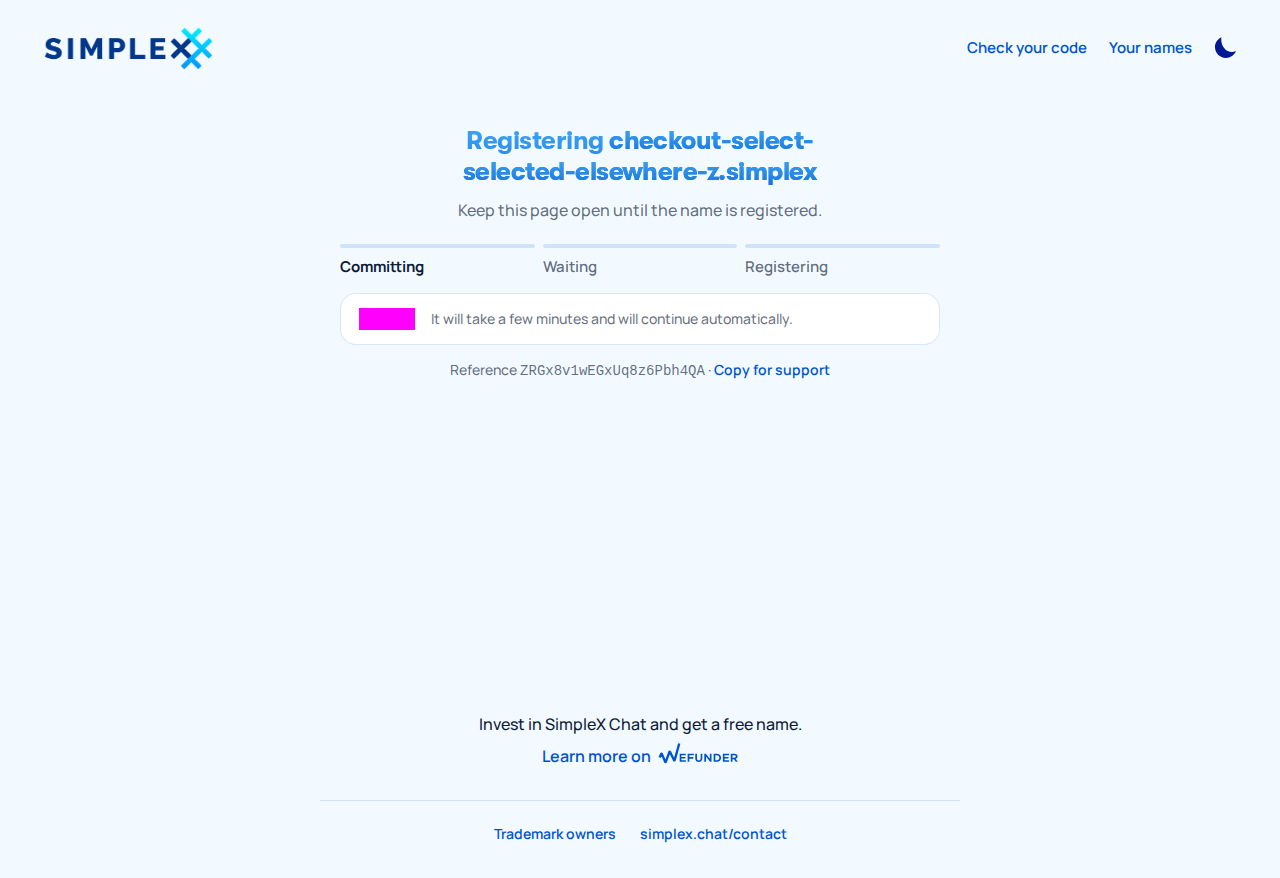 SIMPLEX
Check your code
Your names
Registering checkout-select-
selected-elsewhere-z.simplex
Keep this page open until the name is registered.
Committing
Waiting
Registering
It will take a few minutes and will continue automatically.
Reference ZRGx8v1wEGxUq8z6Pbh4QA · Copy for support
Invest in SimpleX Chat and get a free name.
Learn more on WEFUNDER
Trademark owners
simplex.chat/contact